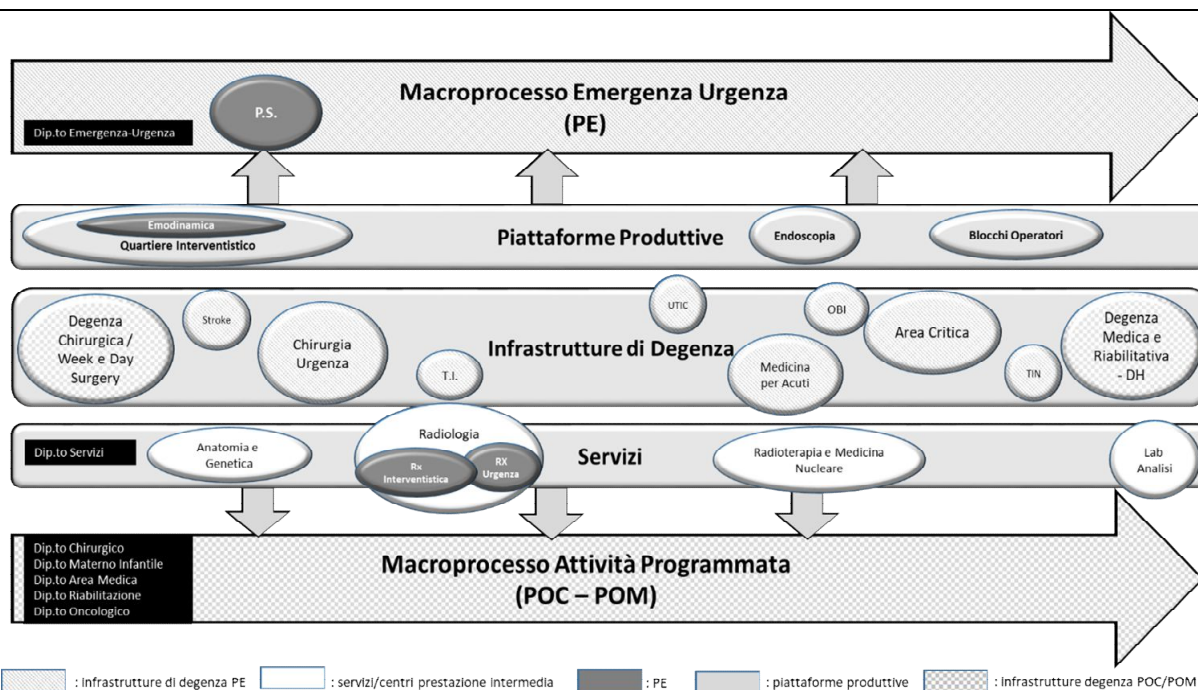 Macroprocesso Emergenza Urgenza
(PE)
P.S.
Dip.to Emergenza-Urgenza
Emodinamica
Quartiere Interventistico
Piattaforme Produttive
Endoscopia
Blocchi Operatori
Degenza
Chirurgica /
Week e Day
Surgery
Stroke
Chirurgia
Urgenza
T.I.
Infrastrutture di Degenza
UTIC
Medicina
per Acuti
OBI
Area Critica
TIN
Degenza
Medica e
Riabilitativa
- DH
Dip.to Servizi
Anatomia e
Genetica
Radiologia
Rx
Interventistica
RX
Urgenza
Servizi
Radioterapia e Medicina
Nucleare
Lab
Analisi
Dip.to Chirurgico
Dip.to Materno Infantile
Dip.to Area Medica
Dip.to Riabilitazione
Dip.to Oncologico
Macroprocesso Attività Programmata
(POC – POM)
: infrastrutture di degenza PE
: servizi/centri prestazione intermedia
: PE
: piattaforme produttive
: infrastrutture degenza POC/POM